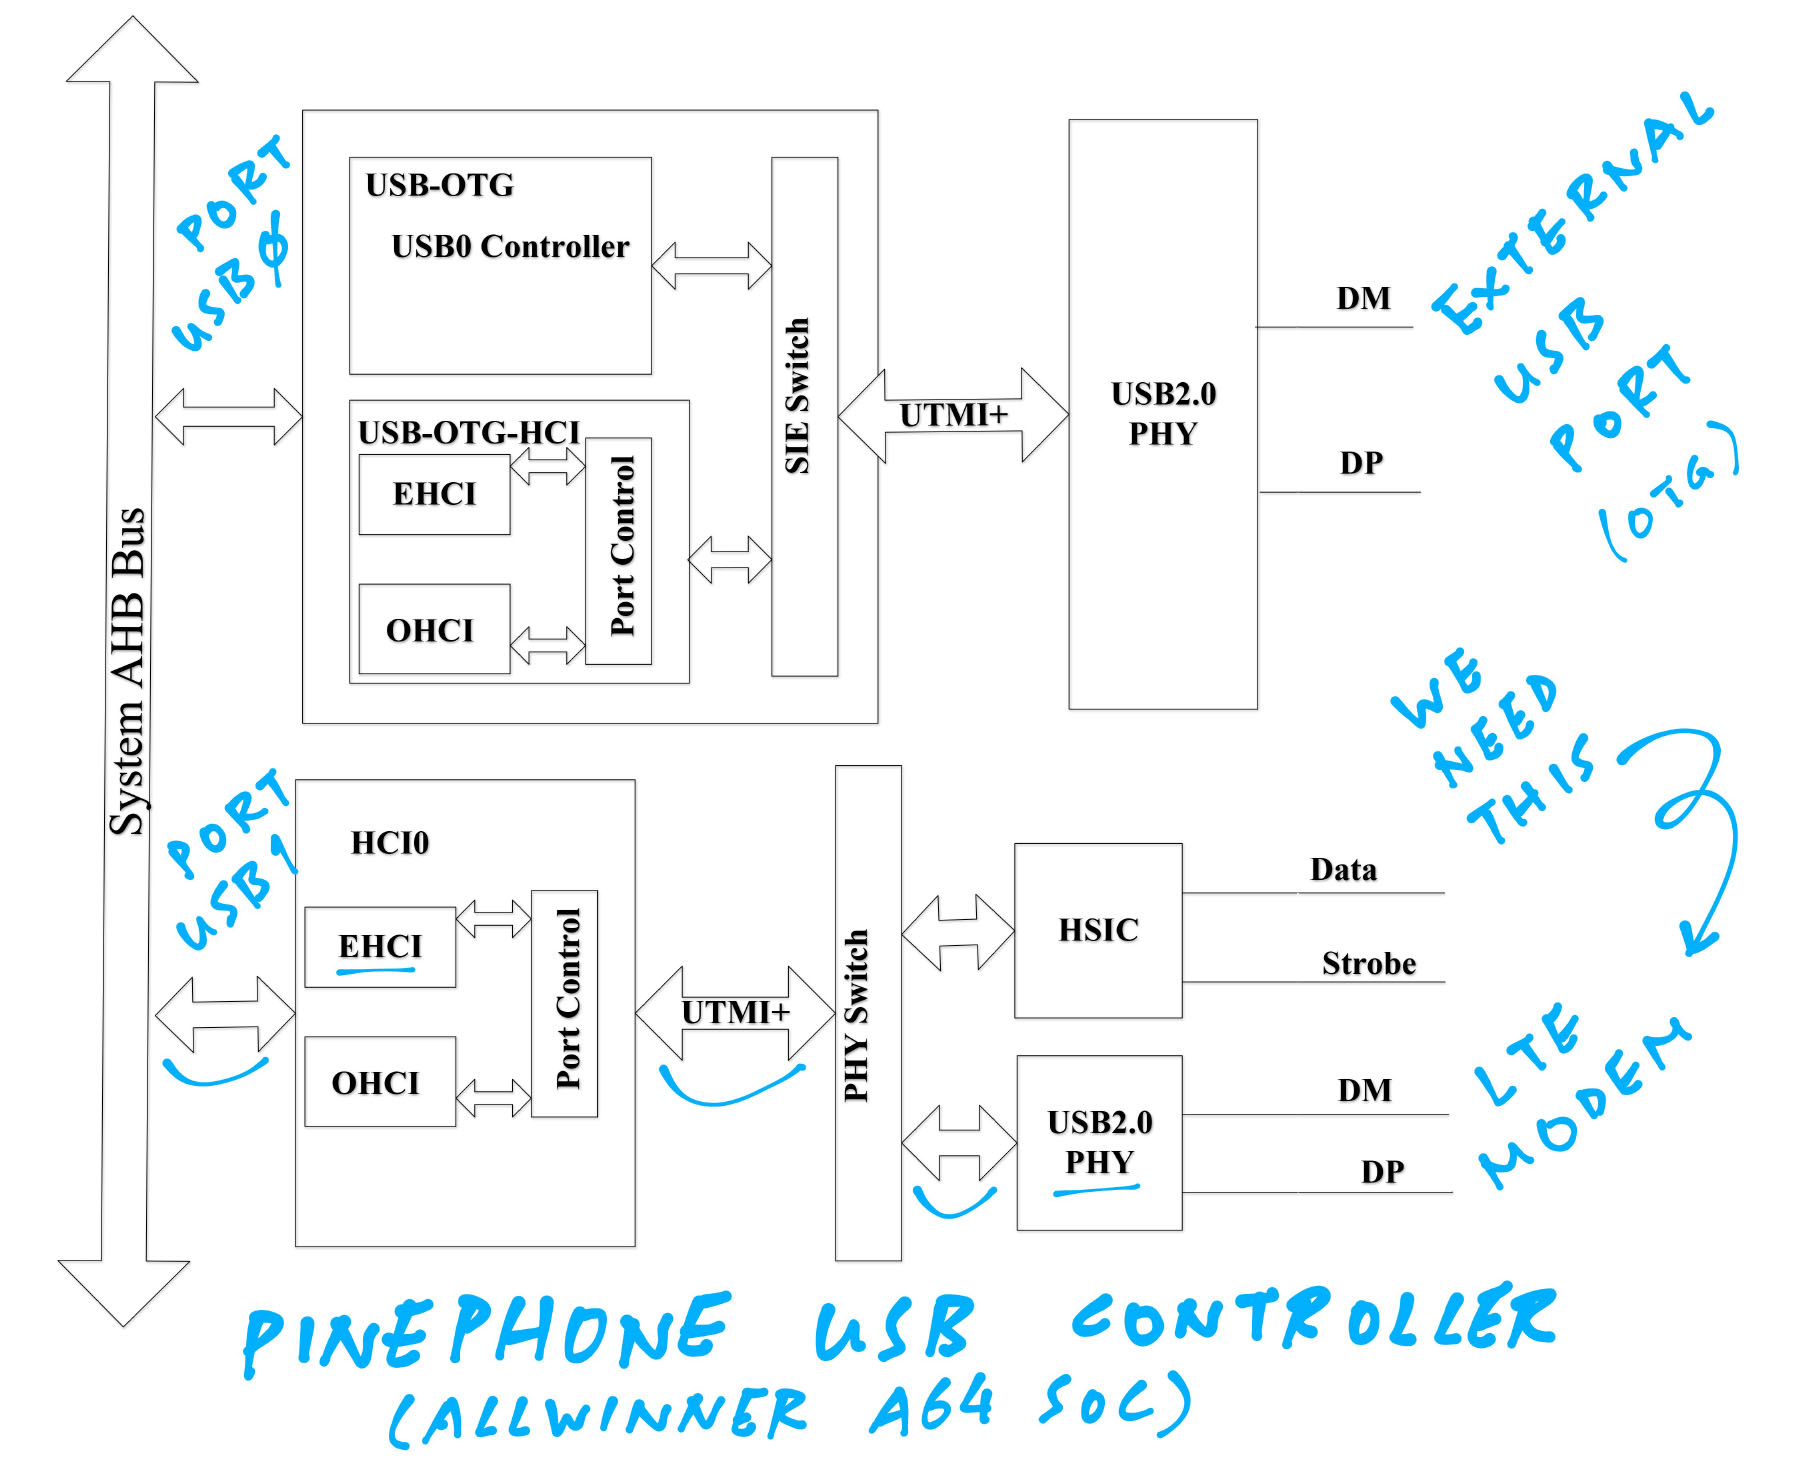 PORT
USB0
USB-OTG
USB0 Controller
USB-OTG-HCI
EHCI
OHCI
Port Control
SIE Switch
UTMI+
USB2.0
PHY
DM
DP
EXTERNAL
USB
PORT
(OTG)
System AHB Bus
WE
NEED
THIS
PORT
USB1
HCI0
EHCI
OHCI
Port Control
UTMI+
PHY Switch
HSIC
Data
Strobe
USB2.0
PHY
DM
DP
LTE
MODEM
PINEPHONE USB CONTROLLER
(ALLWINNER A64 SOC)